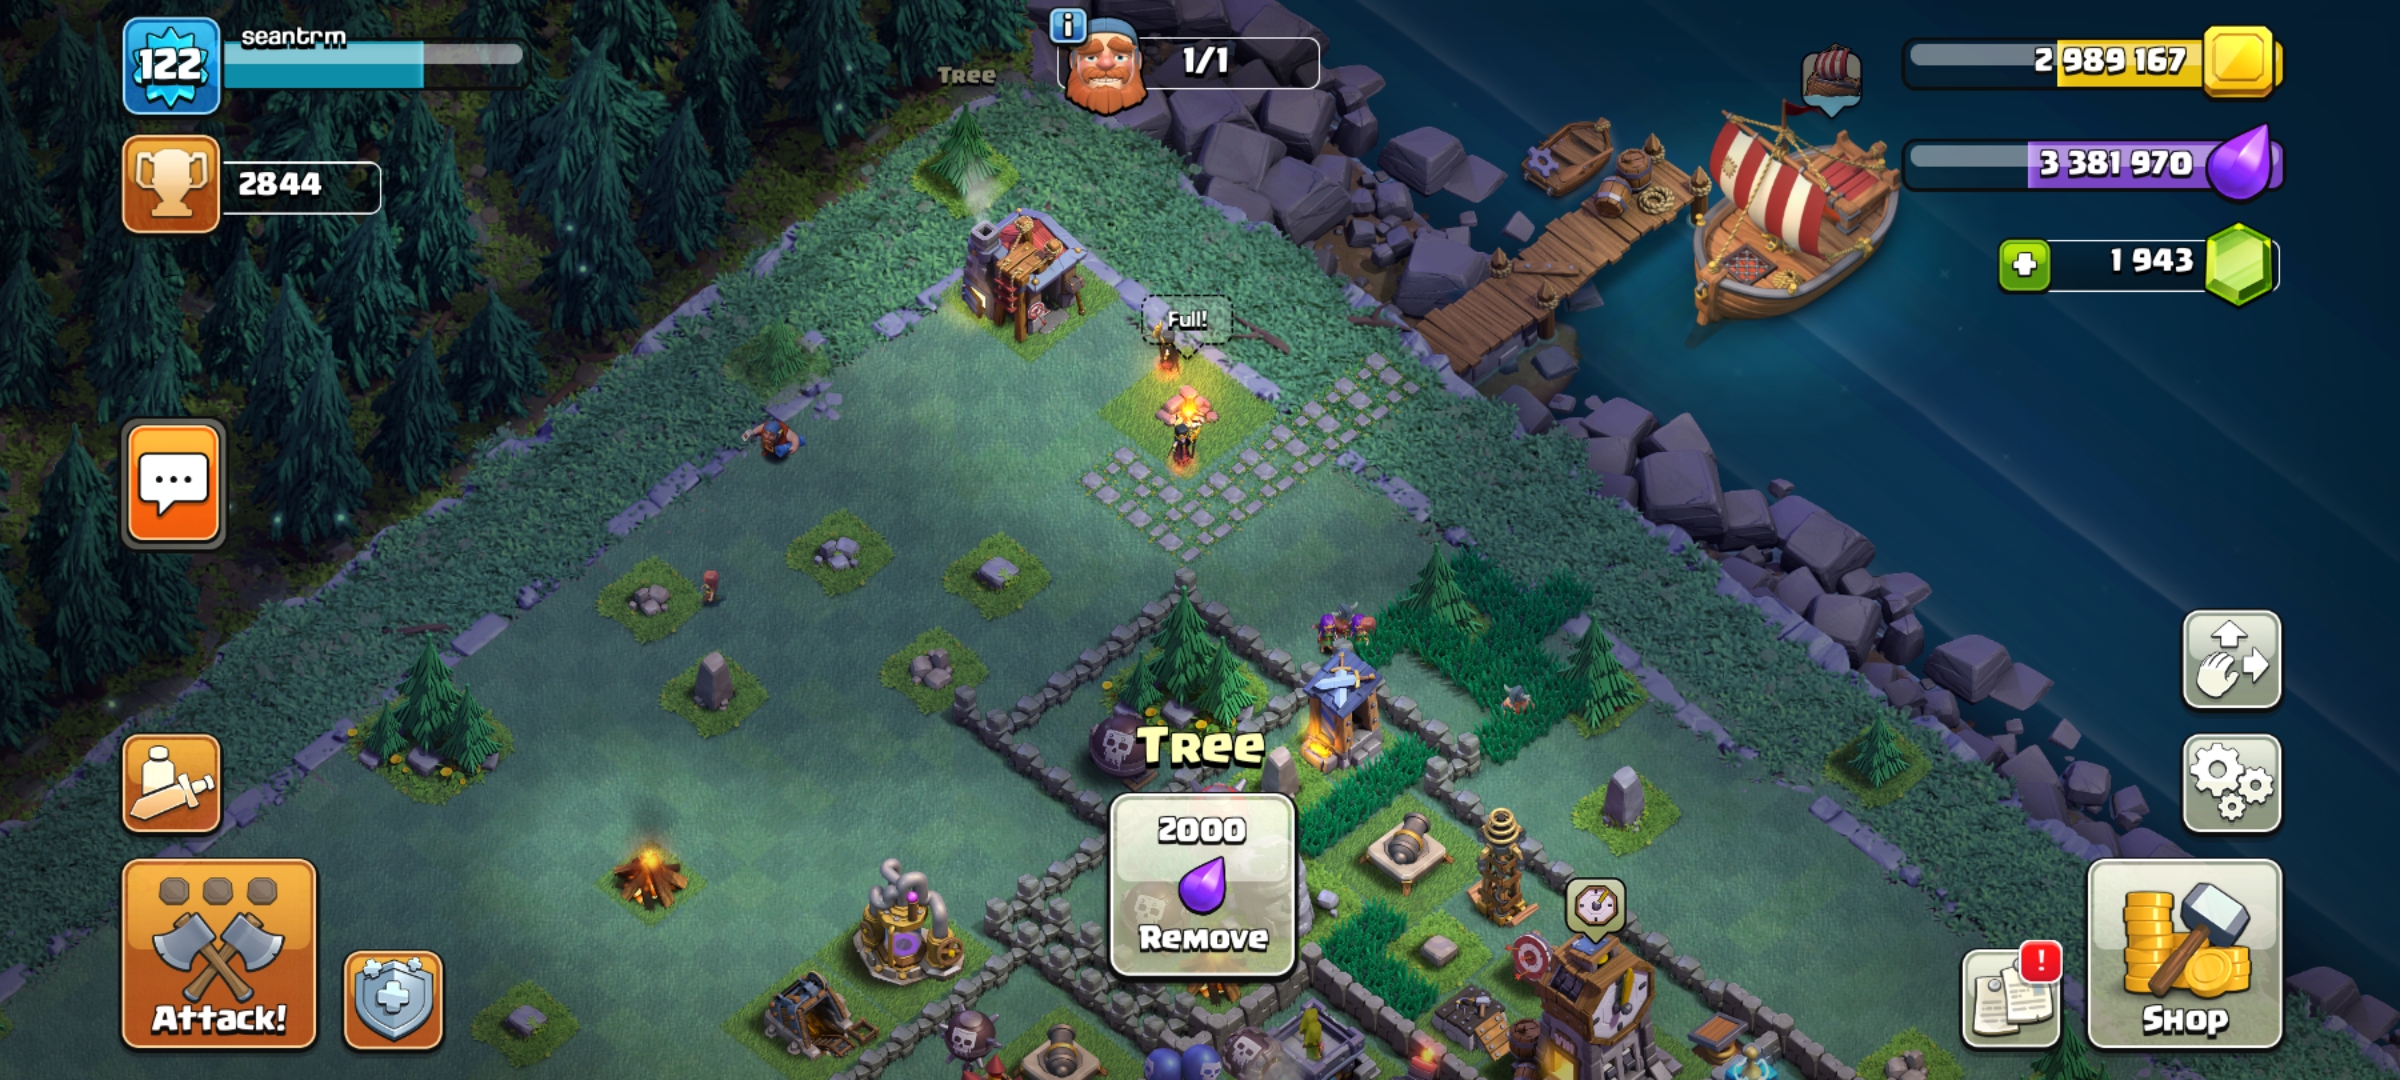 122
seantrm
Tree
i
1/1
2 989 167
3 381 970
1 943
2844
Full!
Tree
2000
Remove
Attack!
VIII
!
Shop